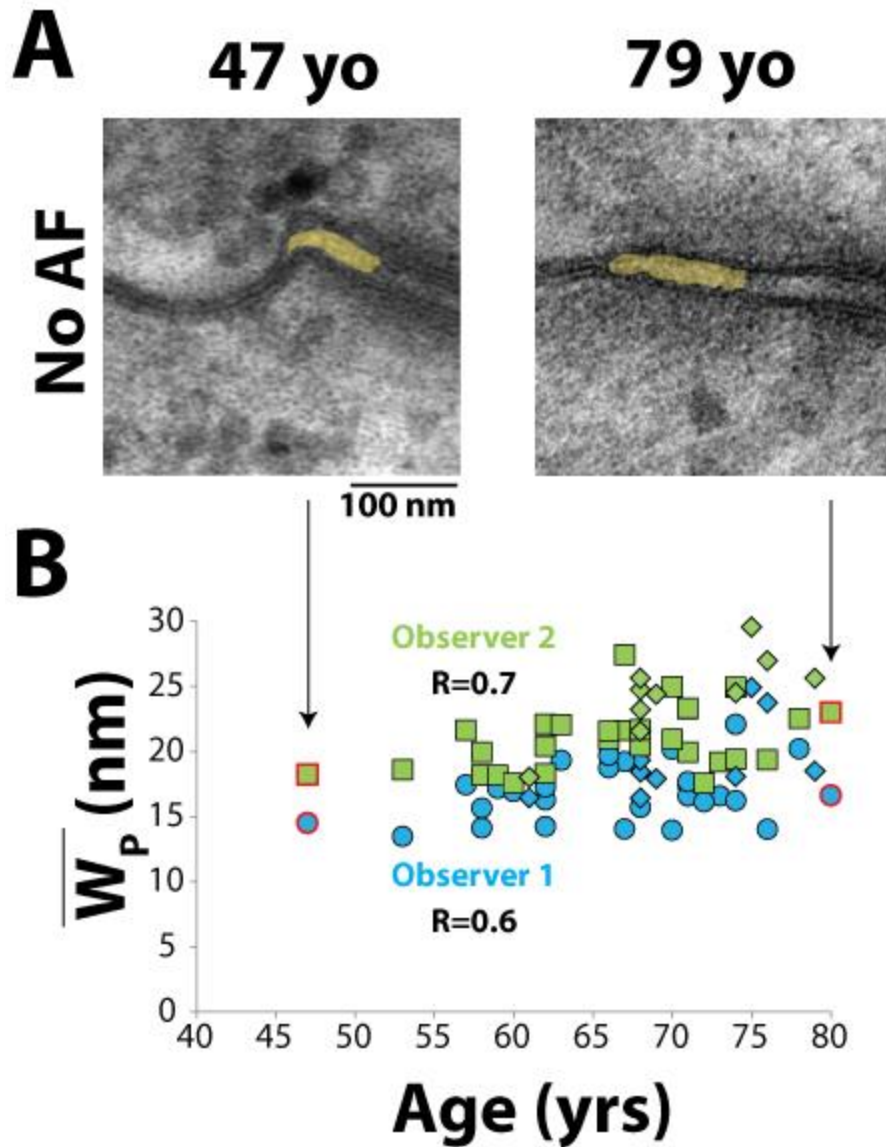 A
47 yo
79 yo
No AF
100 nm
B
30
25
20
15
10
5
0
W̅P̅ (nm)
Observer 2
R=0.7
Observer 1
R=0.6
40 45 50 55 60 65 70 75 80
Age (yrs)